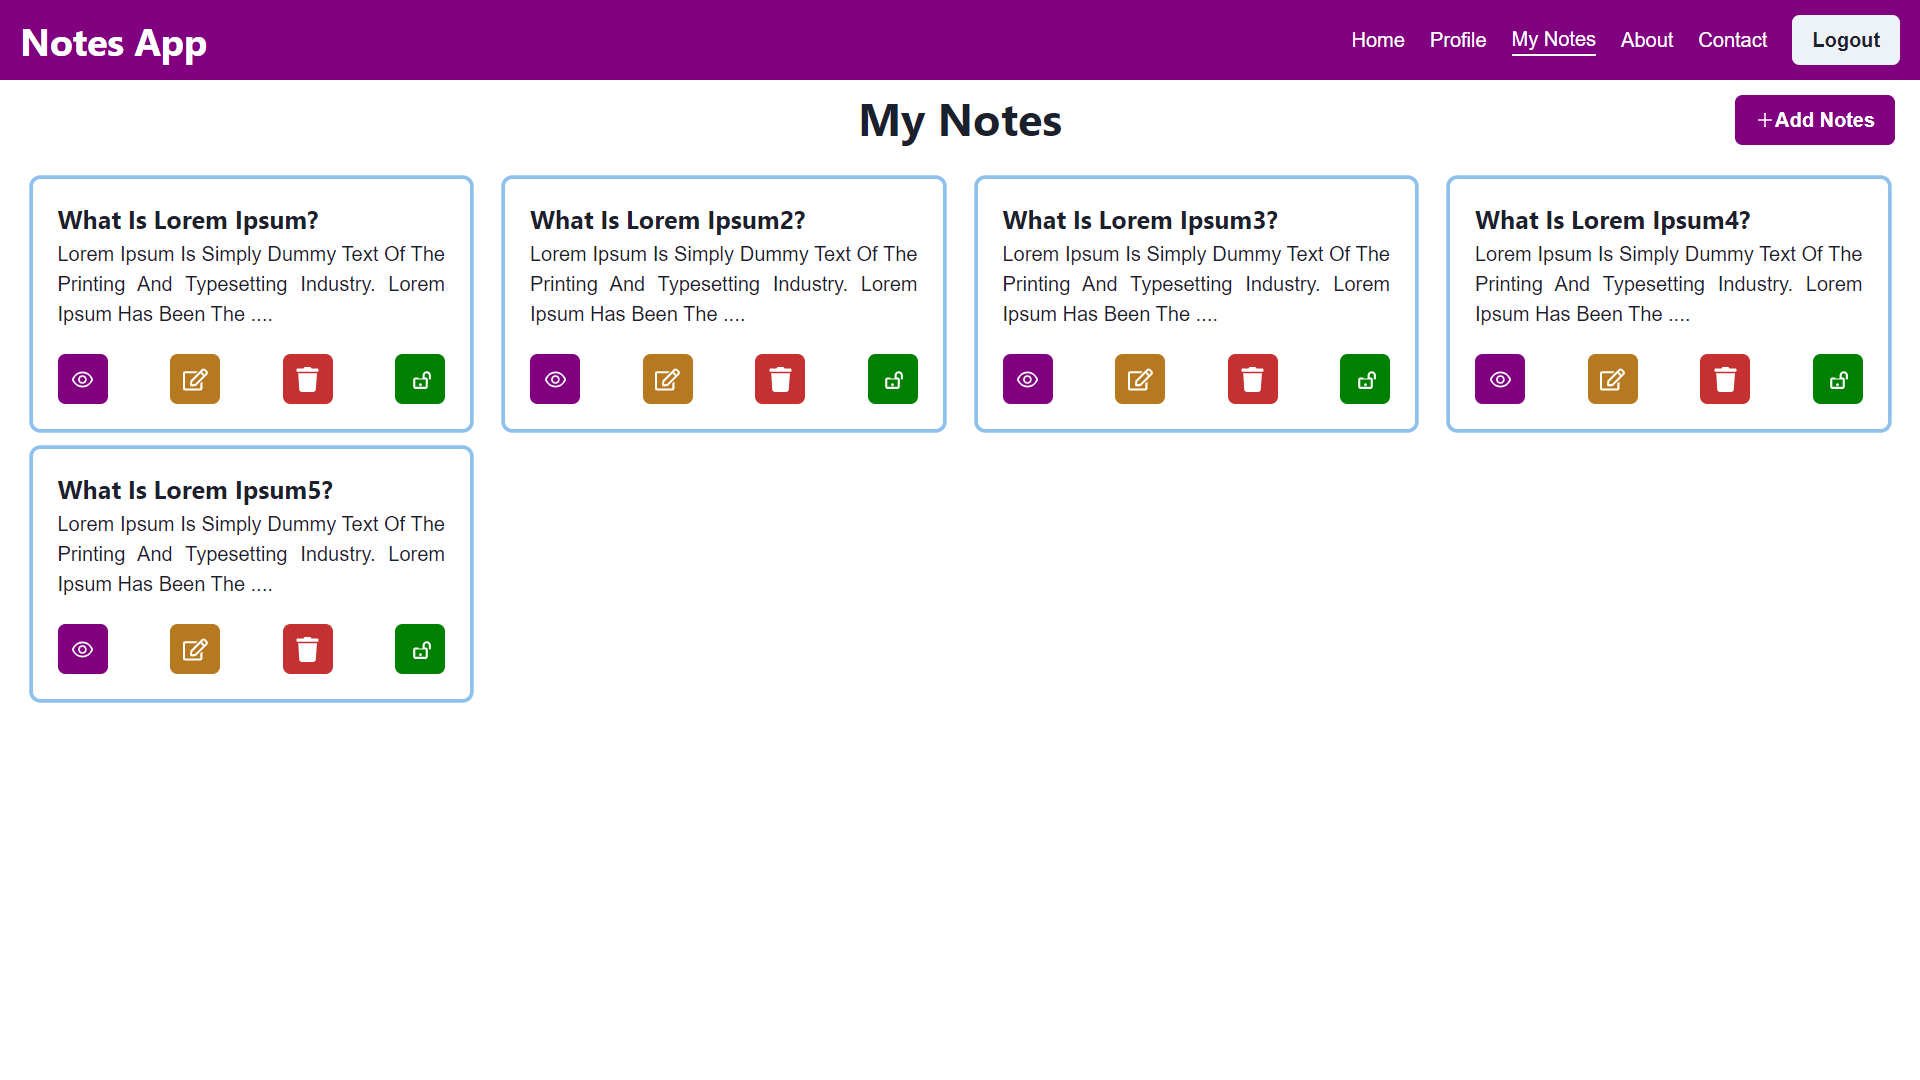 Notes App
Home
Profile
My Notes
About
Contact
Logout
My Notes
+Add Notes
What Is Lorem Ipsum?
Lorem Ipsum Is Simply Dummy Text Of The
Printing And Typesetting Industry. Lorem
Ipsum Has Been The ....
What Is Lorem Ipsum2?
Lorem Ipsum Is Simply Dummy Text Of The
Printing And Typesetting Industry. Lorem
Ipsum Has Been The ....
What Is Lorem Ipsum3?
Lorem Ipsum Is Simply Dummy Text Of The
Printing And Typesetting Industry. Lorem
Ipsum Has Been The ....
What Is Lorem Ipsum4?
Lorem Ipsum Is Simply Dummy Text Of The
Printing And Typesetting Industry. Lorem
Ipsum Has Been The ....
What Is Lorem Ipsum5?
Lorem Ipsum Is Simply Dummy Text Of The
Printing And Typesetting Industry. Lorem
Ipsum Has Been The ....